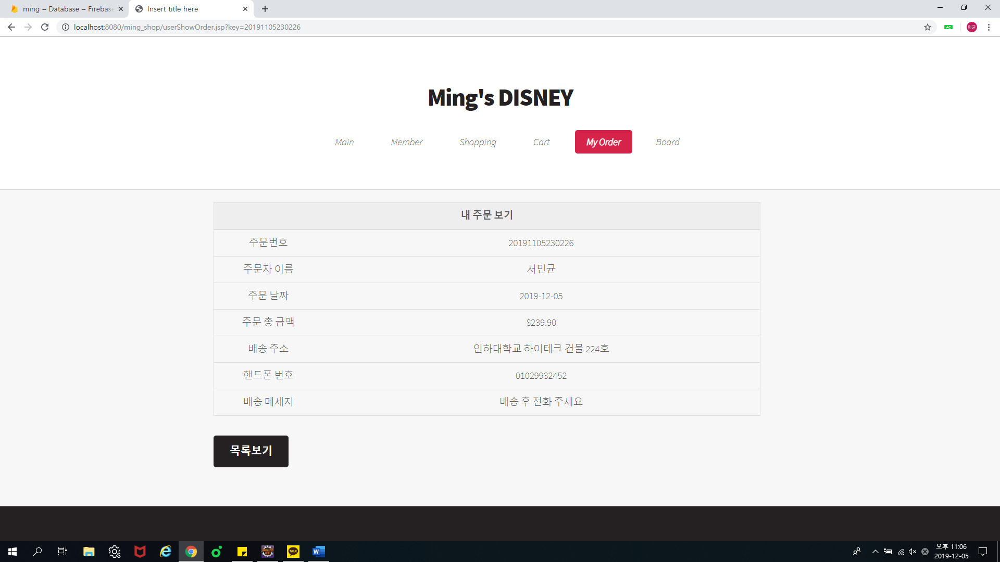 ming – Database – Firebase
Insert title here
localhost:8080/ming_shop/userShowOrder.jsp?key=20191105230226
AC
민균
Ming's DISNEY
Main Member Shopping Cart My Order Board
내 주문 보기
주문번호 20191105230226
주문자 이름 서민균
주문 날짜 2019-12-05
주문 총 금액 $239.90
배송 주소 인하대학교 하이테크 건물 224호
핸드폰 번호 01029932452
배송 메세지 배송 후 전화 주세요
목록보기
TALK
오후 11:06
2019-12-05